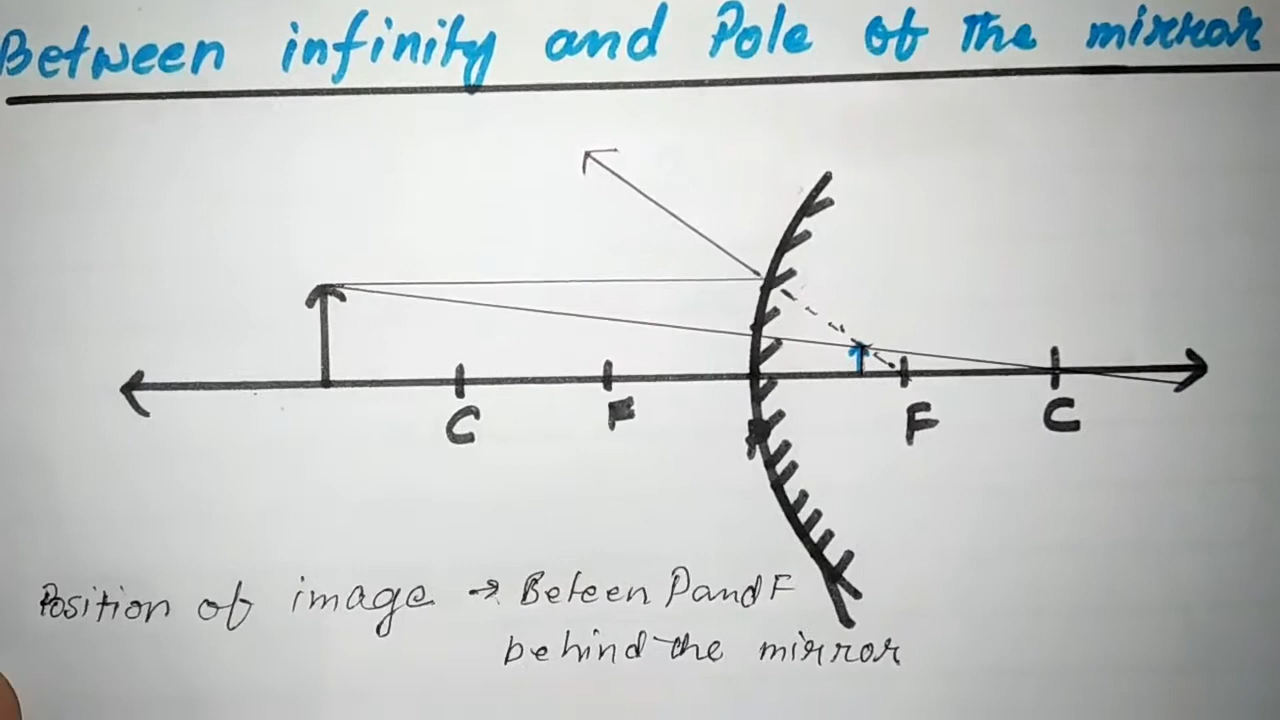 Between infinity and Pole of the mirror
C F F C
Position of image → Beteen P and F
behind the mirror